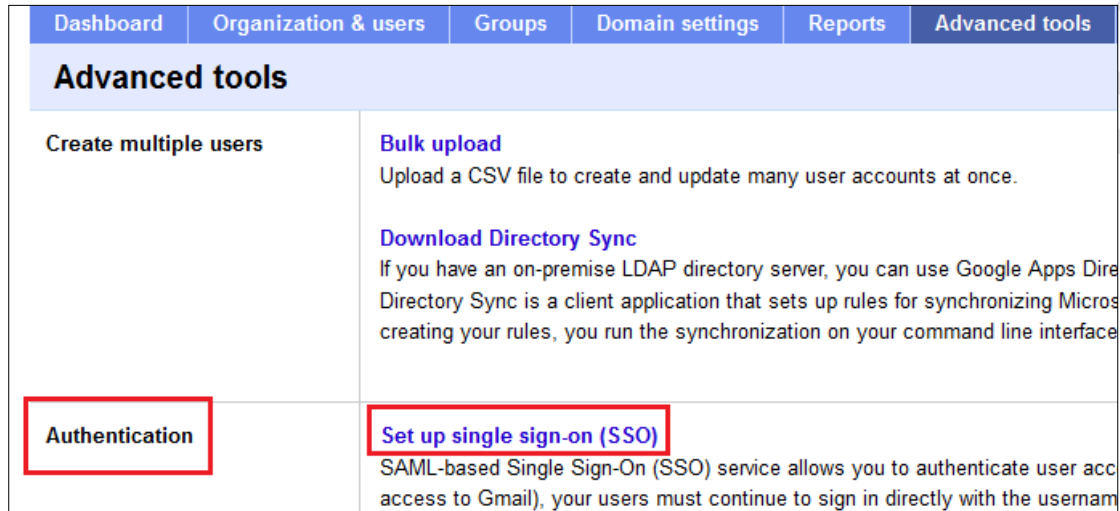 Dashboard Organization & users Groups Domain settings Reports Advanced tools
Advanced tools
Create multiple users
Bulk upload
Upload a CSV file to create and update many user accounts at once.
Download Directory Sync
If you have an on-premise LDAP directory server, you can use Google Apps Dire
Directory Sync is a client application that sets up rules for synchronizing Micros
creating your rules, you run the synchronization on your command line interface
Authentication
Set up single sign-on (SSO)
SAML-based Single Sign-On (SSO) service allows you to authenticate user acc
access to Gmail), your users must continue to sign in directly with the usernam